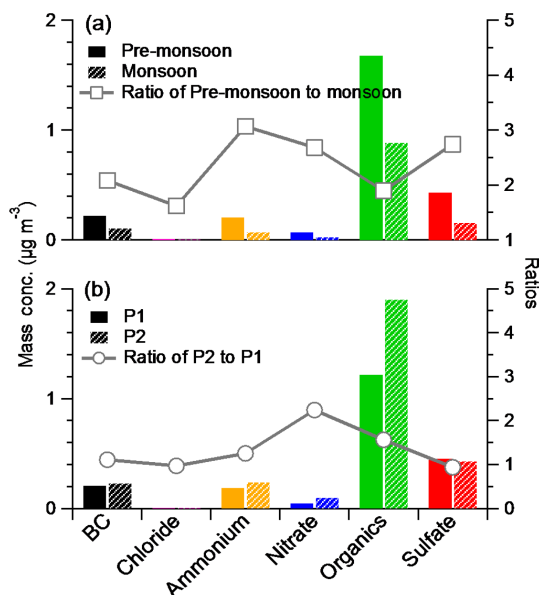 (a)
Pre-monsoon
Monsoon
Ratio of Pre-monsoon to monsoon
2
1
0
5
4
3
2
1
Mass conc. (µg m⁻³)
Ratios
(b)
P1
P2
Ratio of P2 to P1
2
1
0
5
4
3
2
1
0
BC
Chloride
Ammonium
Nitrate
Organics
Sulfate